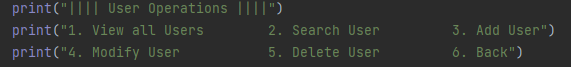 print("|||| User Operations ||||")
print("1. View all Users        2. Search User        3. Add User")
print("4. Modify User           5. Delete User        6. Back")